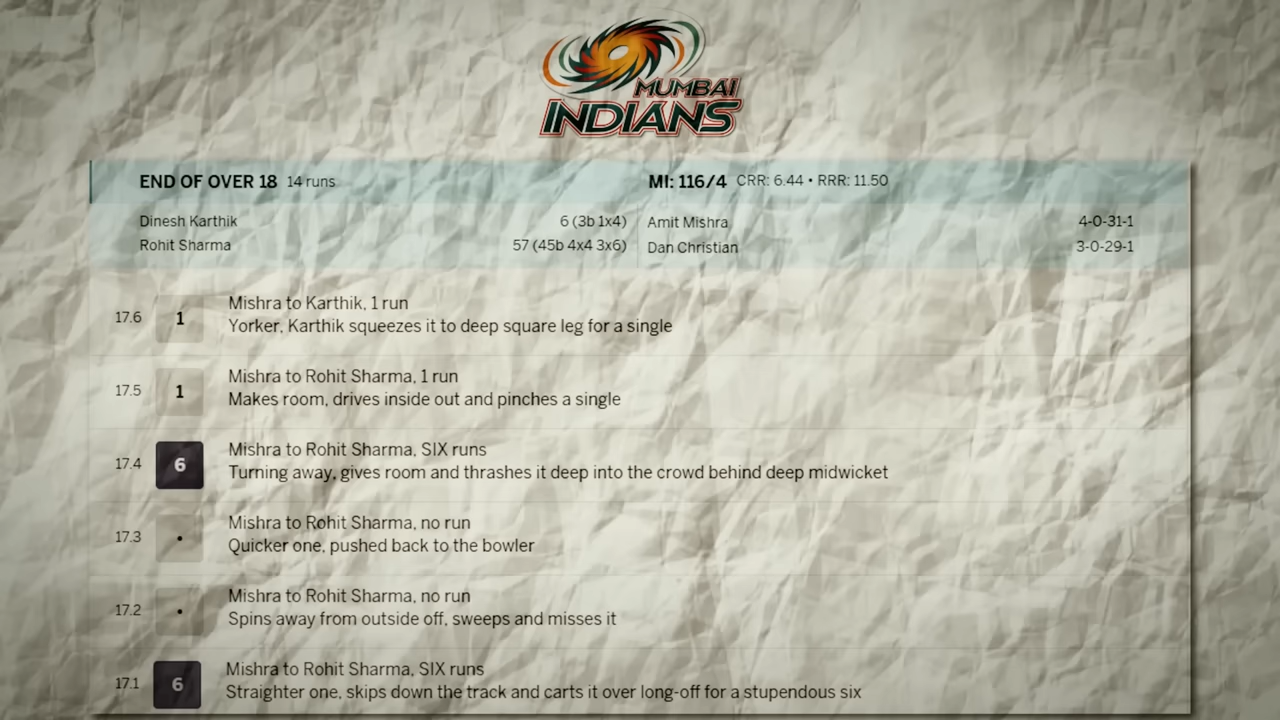 MUMBAI
INDIANS
END OF OVER 18 14 runs MI: 116/4 CRR: 6.44 • RRR: 11.50
Dinesh Karthik 6 (3b 1x4) Amit Mishra 4-0-31-1
Rohit Sharma 57 (45b 4x4 3x6) Dan Christian 3-0-29-1
Mishra to Karthik, 1 run
17.6 1
Yorker, Karthik squeezes it to deep square leg for a single
Mishra to Rohit Sharma, 1 run
17.5 1
Makes room, drives inside out and pinches a single
Mishra to Rohit Sharma, SIX runs
17.4 6
Turning away, gives room and thrashes it deep into the crowd behind deep midwicket
Mishra to Rohit Sharma, no run
17.3 •
Quicker one, pushed back to the bowler
Mishra to Rohit Sharma, no run
17.2 •
Spins away from outside off, sweeps and misses it
Mishra to Rohit Sharma, SIX runs
17.1 6
Straighter one, skips down the track and carts it over long-off for a stupendous six